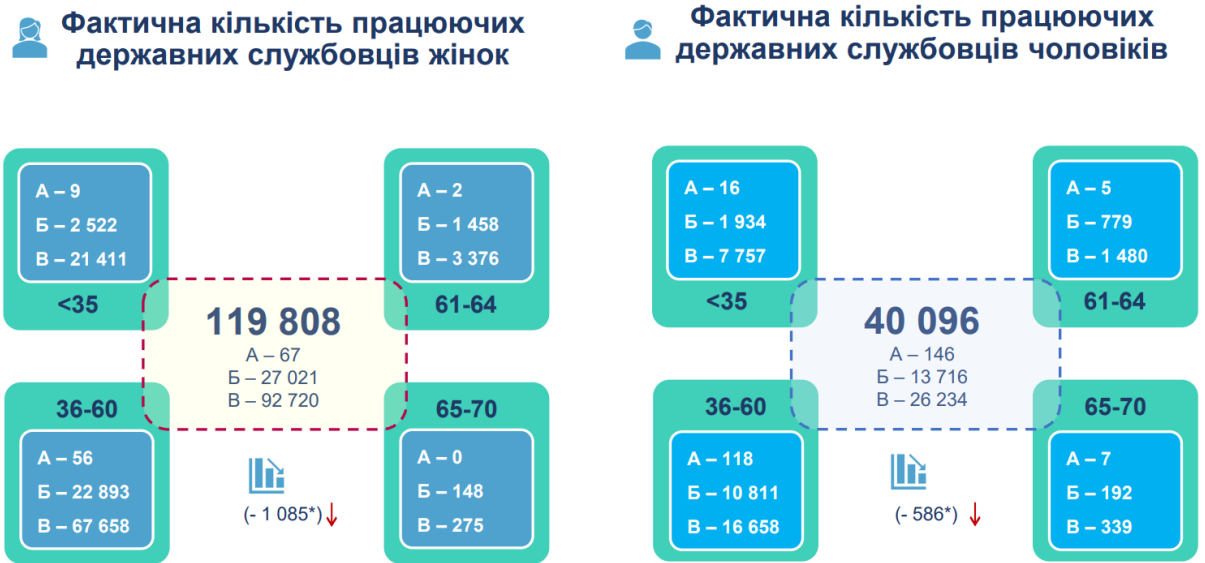 Фактична кількість працюючих
державних службовців жінок
А – 9
Б – 2 522
В – 21 411
<35
А – 2
Б – 1 458
В – 3 376
61-64
119 808
А – 67
Б – 27 021
В – 92 720
36-60
А – 56
Б – 22 893
В – 67 658
65-70
А – 0
Б – 148
В – 275
(- 1 085*)
Фактична кількість працюючих
державних службовців чоловіків
А – 16
Б – 1 934
В – 7 757
<35
А – 5
Б – 779
В – 1 480
61-64
40 096
А – 146
Б – 13 716
В – 26 234
36-60
А – 118
Б – 10 811
В – 16 658
65-70
А – 7
Б – 192
В – 339
(- 586*)